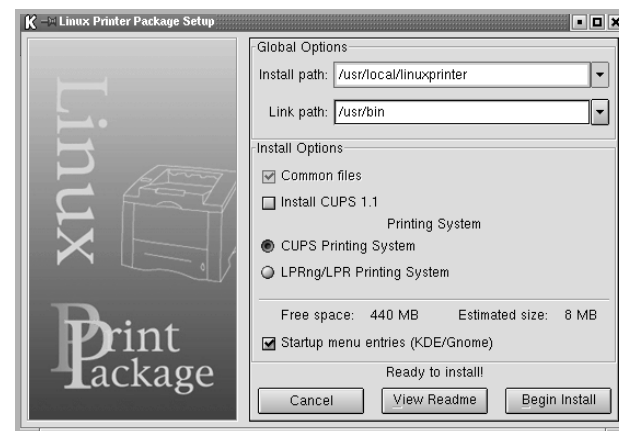 Linux Printer Package Setup
Linux
Print
Package
Global Options
Install path: /usr/local/linuxprinter
Link path: /usr/bin
Install Options
Common files
Install CUPS 1.1
Printing System
CUPS Printing System
LPRng/LPR Printing System
Free space: 440 MB Estimated size: 8 MB
Startup menu entries (KDE/Gnome)
Ready to install!
Cancel View Readme Begin Install